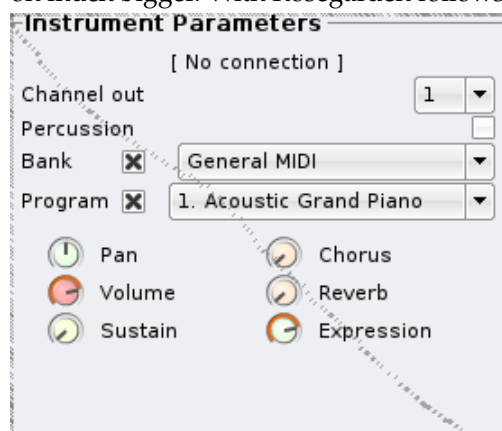 Instrument Parameters
[ No connection ]
Channel out 1
Percussion
Bank General MIDI
Program 1. Acoustic Grand Piano
Pan Chorus
Volume Reverb
Sustain Expression